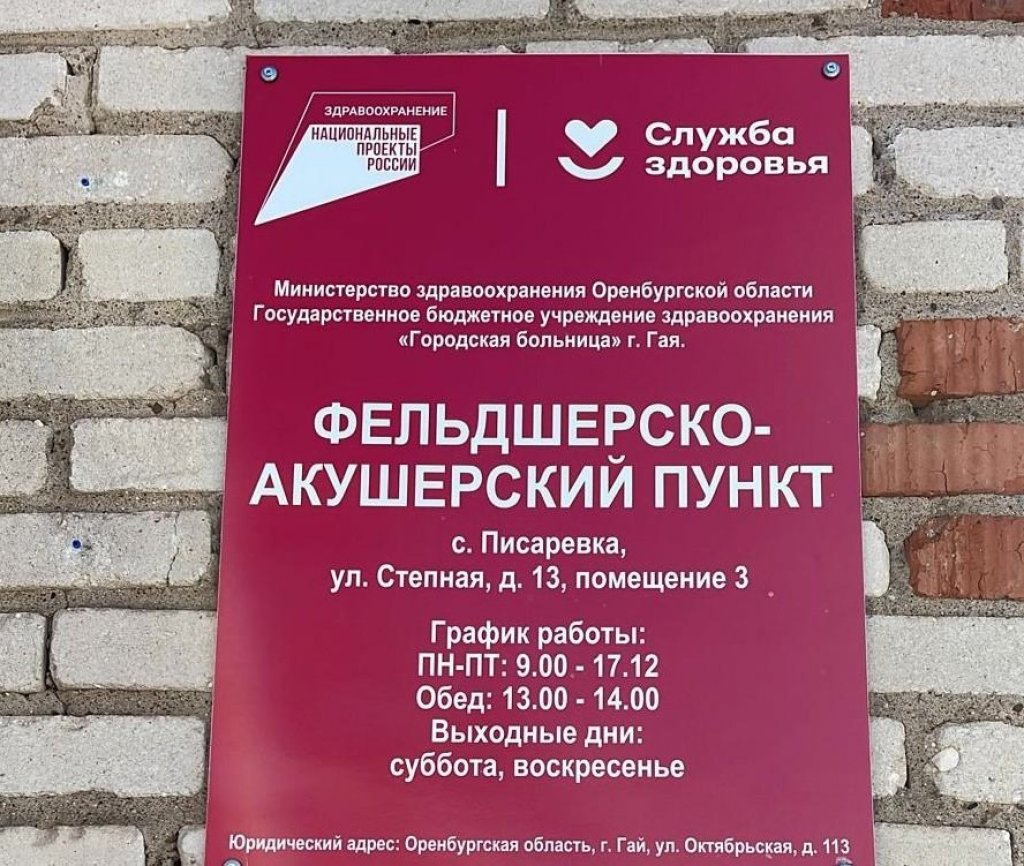 ЗДРАВООХРАНЕНИЕ
НАЦИОНАЛЬНЫЕ
ПРОЕКТЫ
РОССИИ
Служба
здоровья
Министерство здравоохранения Оренбургской области
Государственное бюджетное учреждение здравоохранения
«Городская больница» г. Гая.
ФЕЛЬДШЕРСКО-
АКУШЕРСКИЙ ПУНКТ
с. Писаревка,
ул. Степная, д. 13, помещение 3
График работы:
ПН-ПТ: 9.00 - 17.12
Обед: 13.00 - 14.00
Выходные дни:
суббота, воскресенье
Юридический адрес: Оренбургская область, г. Гай, ул. Октябрьская, д. 113